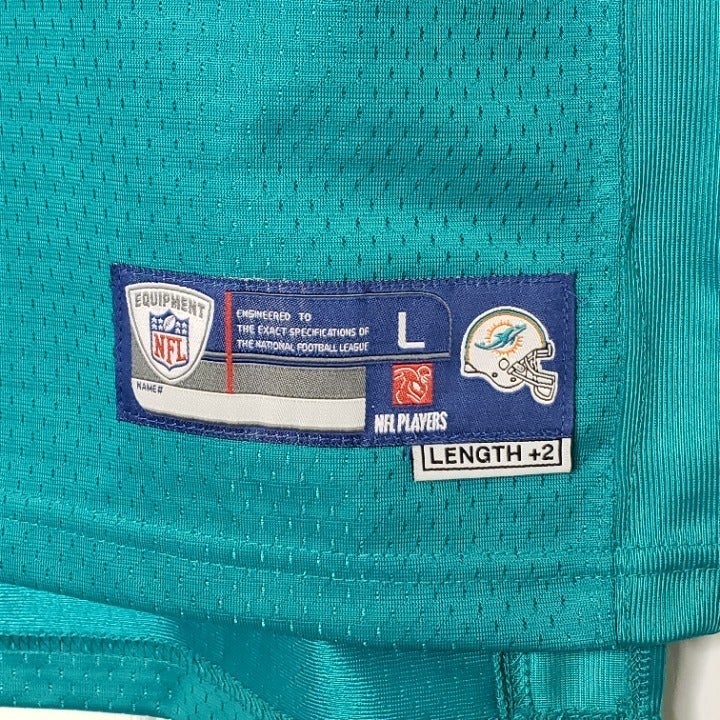 EQUIPMENT
NFL
NAME#
ENGINEERED TO
THE EXACT SPECIFICATIONS OF
THE NATIONAL FOOTBALL LEAGUE
L
NFL PLAYERS
LENGTH +2